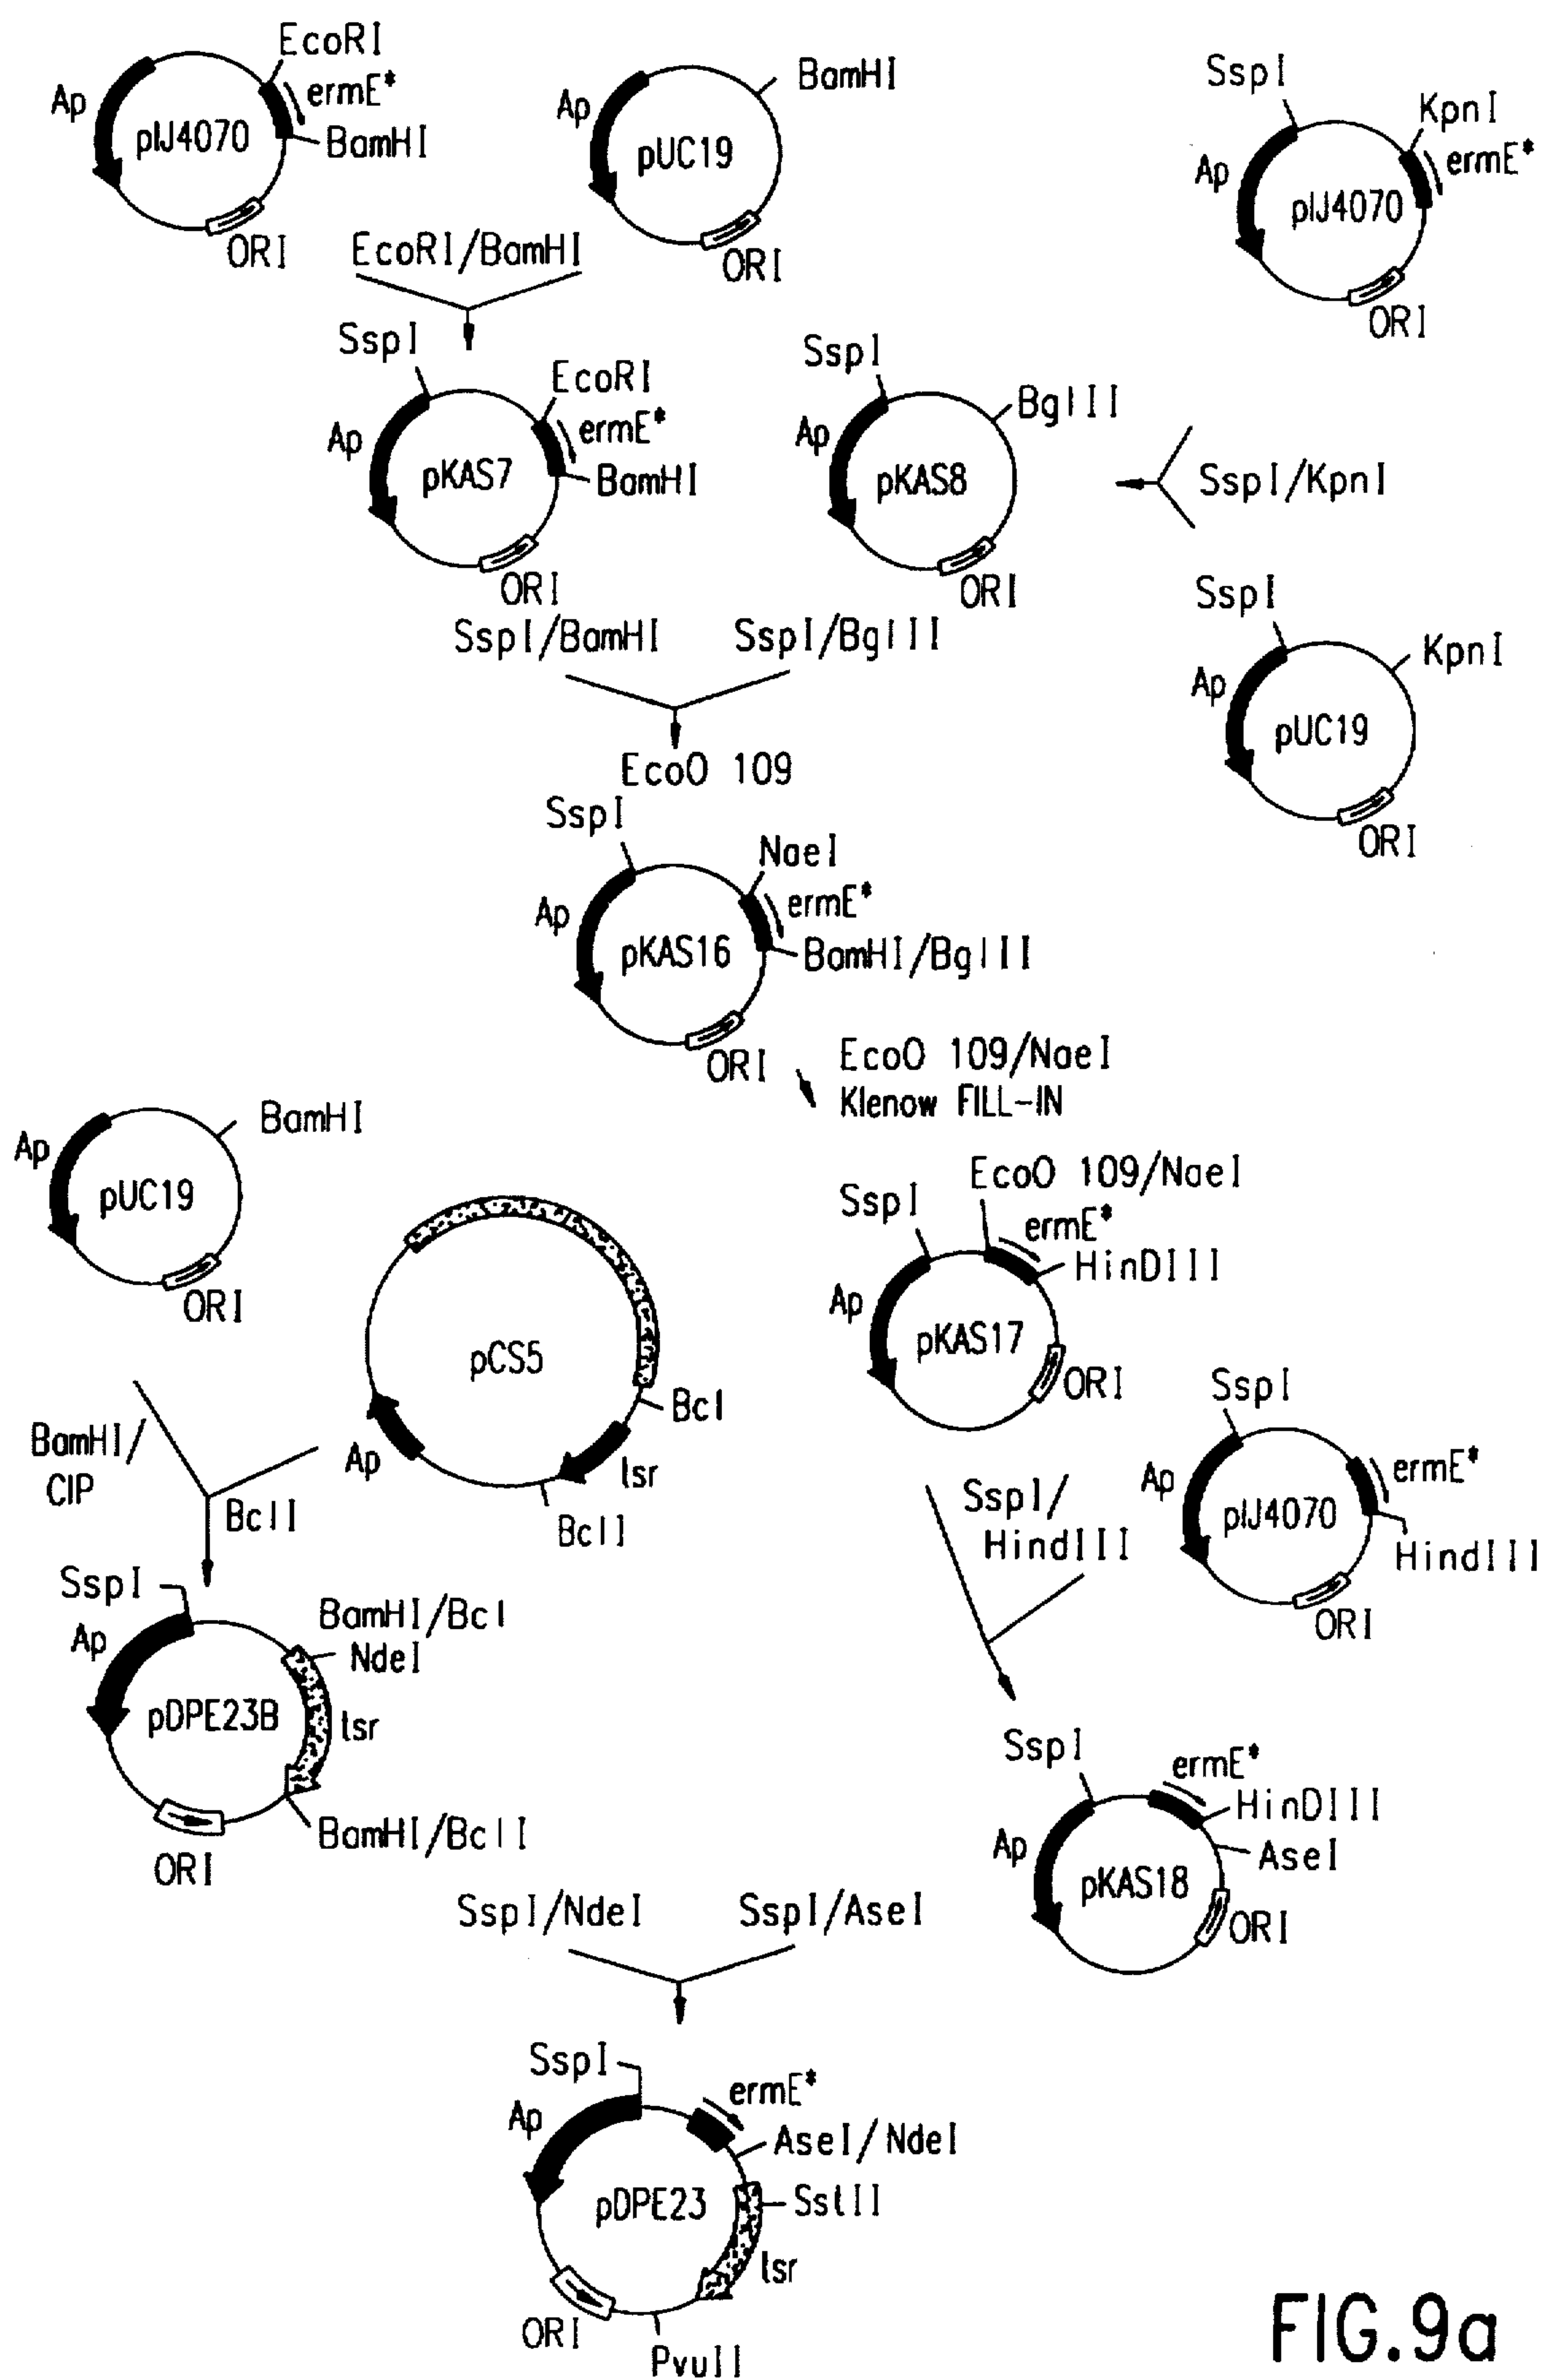 EcoRI
Ap
ermE*
pIJ4070
BamHI
ORI
BamHI
Ap
pUC19
ORI
SspI
KpnI
Ap
ermE*
pIJ4070
ORI
EcoRI/BamHI
SspI
EcoRI
Ap
ermE*
pKAS7
BamHI
ORI
SspI
BglII
Ap
pKAS8
ORI
SspI/KpnI
SspI
KpnI
Ap
pUC19
ORI
SspI/BamHI
SspI/BglII
EcoO 109
SspI
NaeI
Ap
ermE*
pKAS16
BamHI/BglII
ORI
EcoO 109/NaeI
Klenow FILL-IN
BamHI
Ap
pUC19
ORI
pCS5
BclI
tsr
BclI
Ap
EcoO 109/NaeI
SspI
ermE*
HinDIII
Ap
pKAS17
ORI
BamHI/
CIP
BclI
SspI
Ap
ermE*
pIJ4070
HindIII
ORI
SspI/
HindIII
SspI
BamHI/BclI
NdeI
Ap
pDPE23B
tsr
BamHI/BclI
ORI
SspI
ermE*
HinDIII
AseI
Ap
pKAS18
ORI
SspI/NdeI
SspI/AseI
SspI
ermE*
Ap
AseI/NdeI
pDPE23
SstII
tsr
ORI
PvuII
FIG.9a